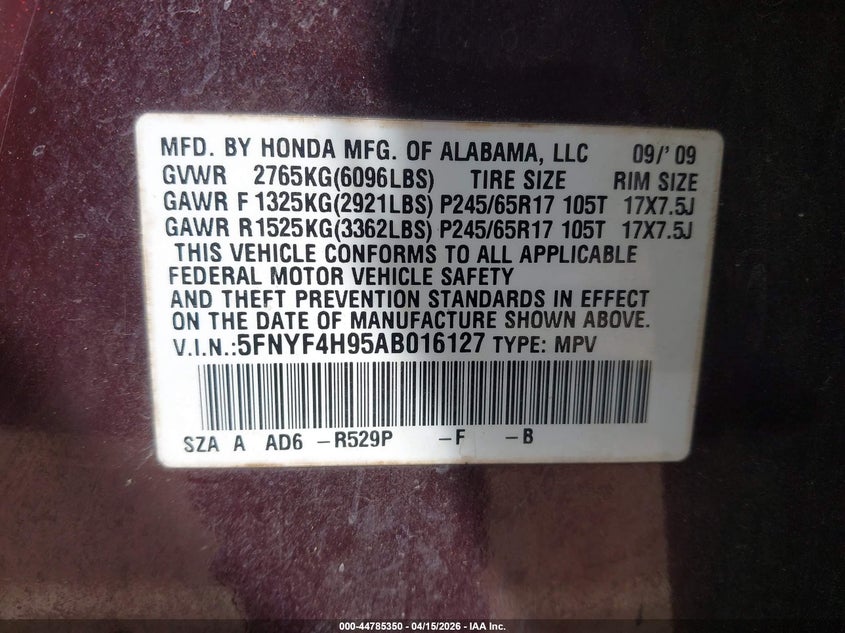 MFD. BY HONDA MFG. OF ALABAMA, LLC 09/'09
GVWR 2765KG(6096LBS) TIRE SIZE RIM SIZE
GAWR F 1325KG(2921LBS) P245/65R17 105T 17X7.5J
GAWR R 1525KG(3362LBS) P245/65R17 105T 17X7.5J
THIS VEHICLE CONFORMS TO ALL APPLICABLE
FEDERAL MOTOR VEHICLE SAFETY
AND THEFT PREVENTION STANDARDS IN EFFECT
ON THE DATE OF MANUFACTURE SHOWN ABOVE.
V.I.N.:5FNYF4H95AB016127 TYPE: MPV
SZA A AD6 -R529P -F -B
000-44785350 - 04/15/2026 - IAA Inc.